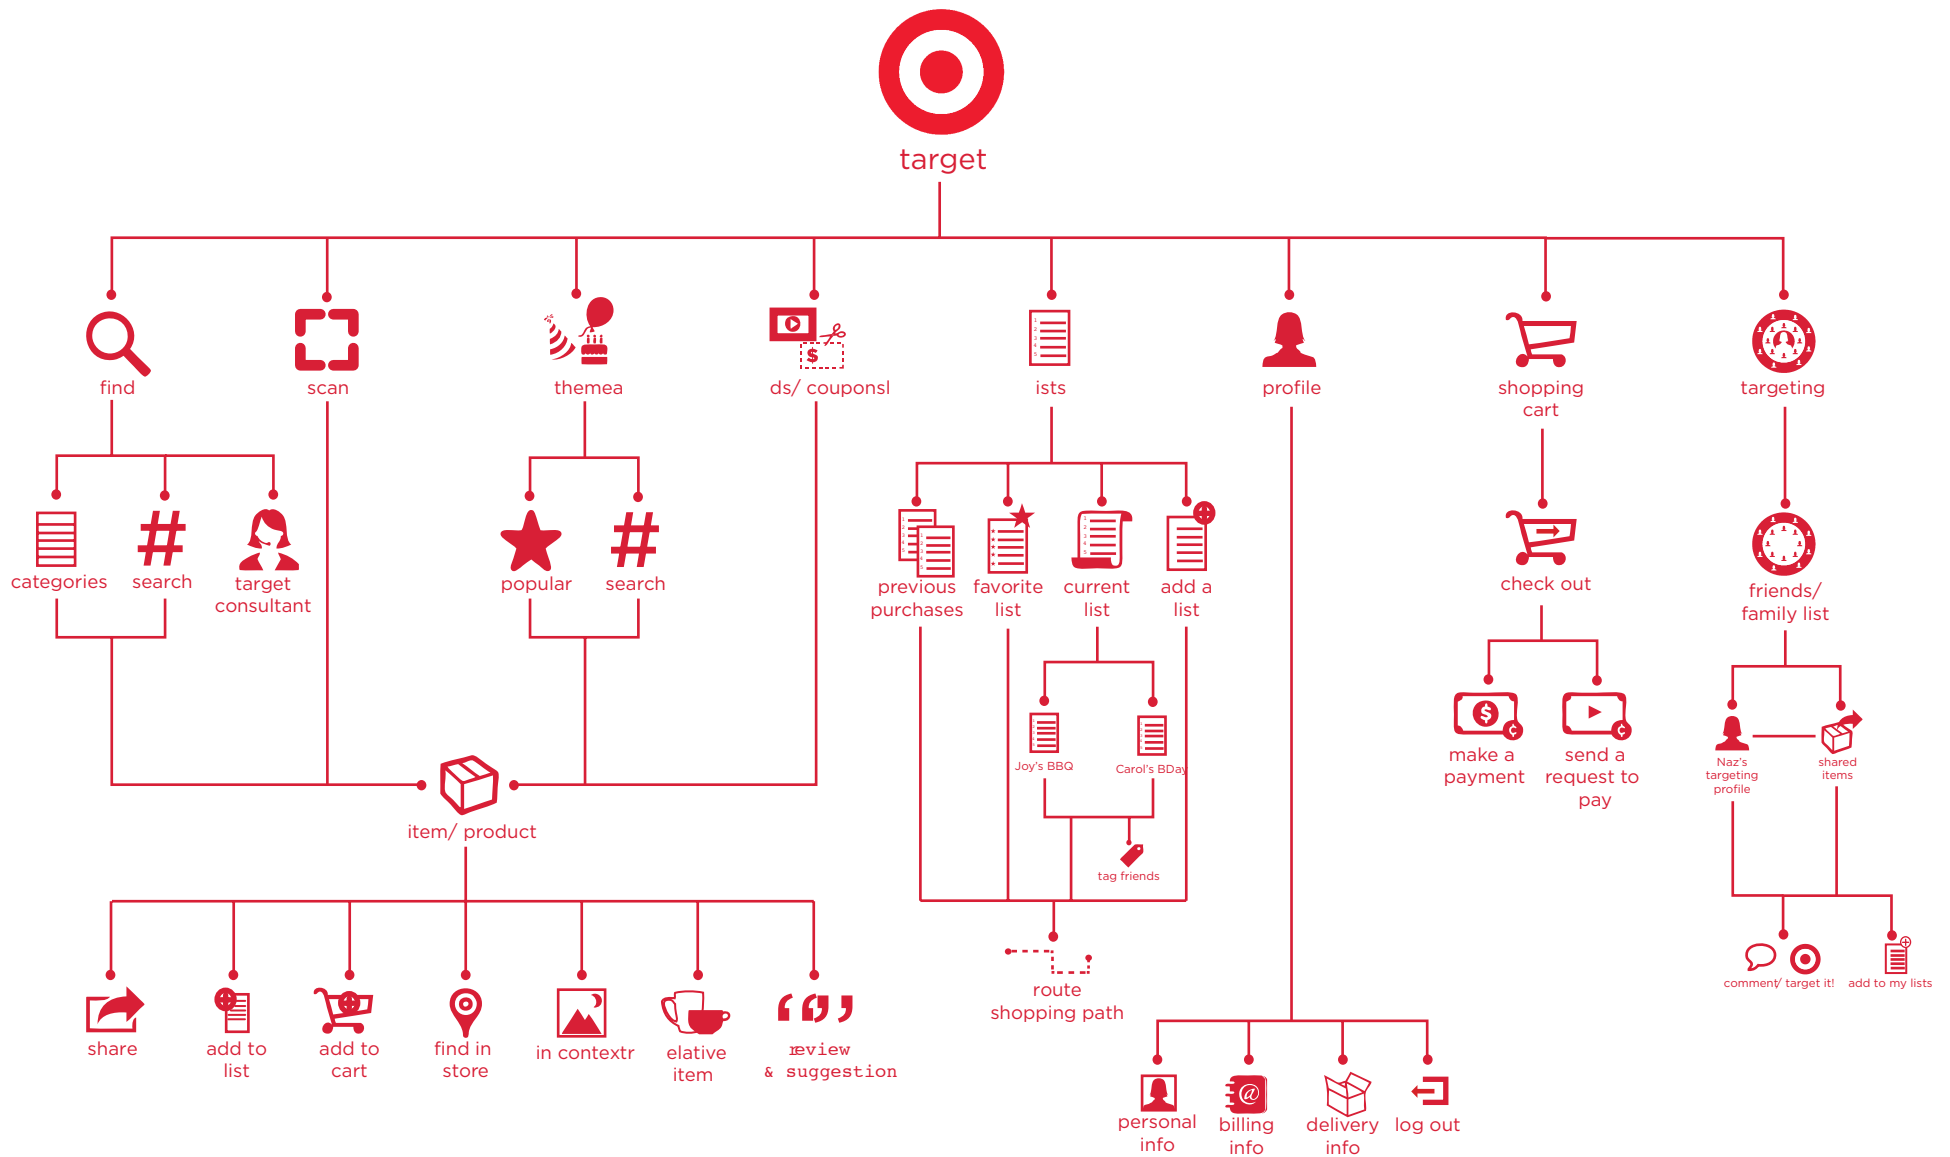 target
find
scan
themea
ds/ couponsl
ists
profile
shopping
cart
targeting
categories
search
target
consultant
popular
search
previous
purchases
favorite
list
current
list
add a
list
check out
friends/
family list
Joy's BBQ
Carol's BDay
make a
payment
send a
request to
pay
Naz's
targeting
profile
shared
items
item/ product
tag friends
route
shopping path
comment/ target it!
add to my lists
share
add to
list
add to
cart
find in
store
in contextr
elative
item
review
& suggestion
personal
info
billing
info
delivery
info
log out